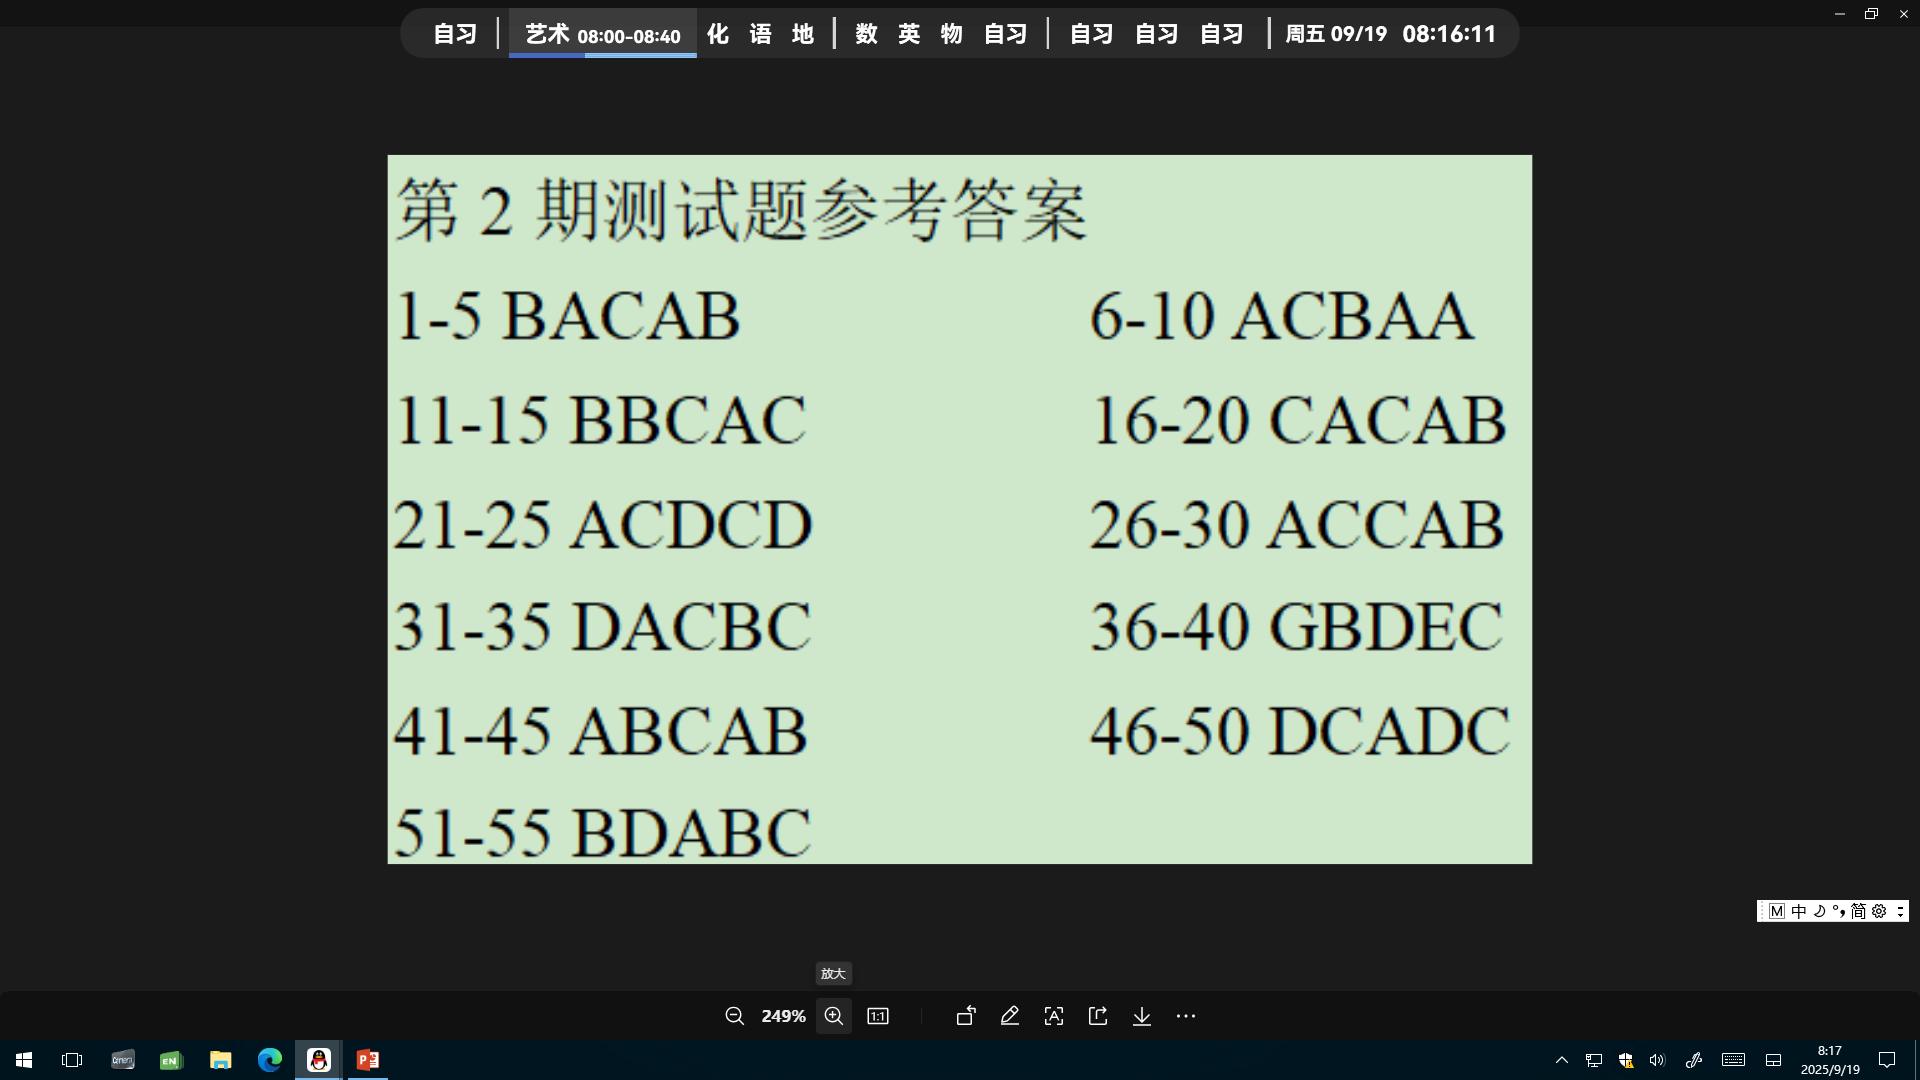 自习 | 艺术 08:00-08:40 化 语 地 | 数 英 物 自习 | 自习 自习 自习 | 周五 09/19 08:16:11
第 2 期测试题参考答案
1-5 BACAB 6-10 ACBAA
11-15 BBCAC 16-20 CACAB
21-25 ACDCD 26-30 ACCAB
31-35 DACBC 36-40 GBDEC
41-45 ABCAB 46-50 DCADC
51-55 BDABC
M 中 简
放大
249% 1:1
EN
8:17
2025/9/19